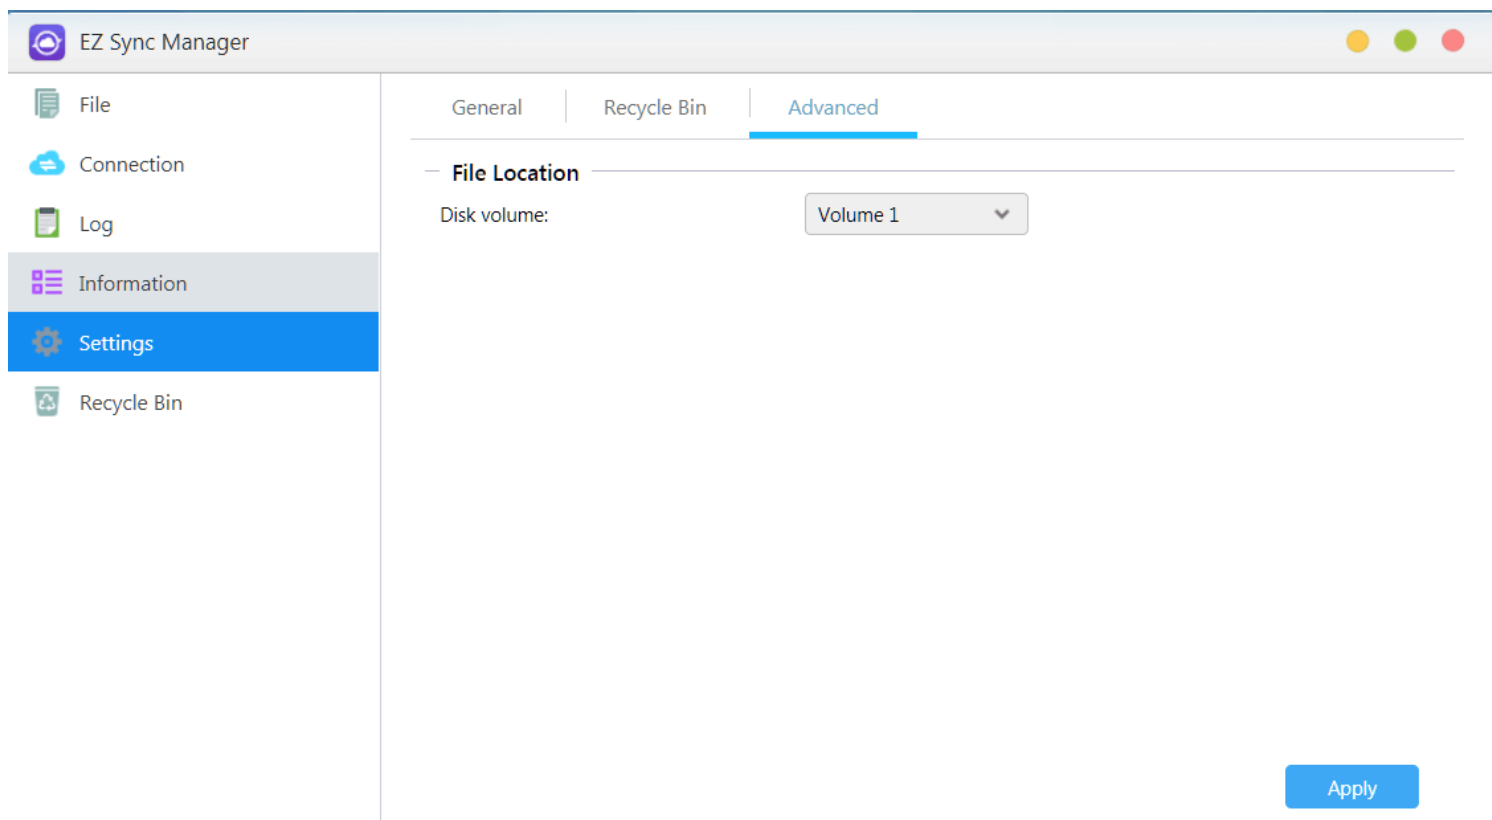 EZ Sync Manager
File
Connection
Log
Information
Settings
Recycle Bin
General
Recycle Bin
Advanced
File Location
Disk volume:
Volume 1
Apply